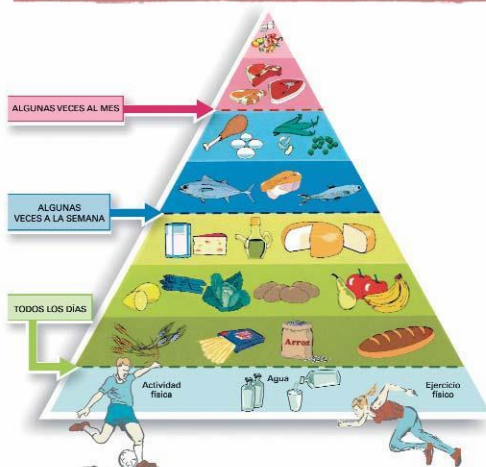 ALGUNAS VECES AL MES
ALGUNAS
VECES A LA SEMANA
TODOS LOS DÍAS
Arroz
Actividad
física
Agua
Ejercicio
físico